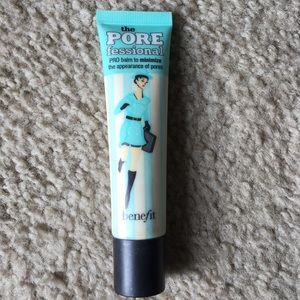 the
PORE
fessional
PRO balm to minimize
the appearance of pores
benefit